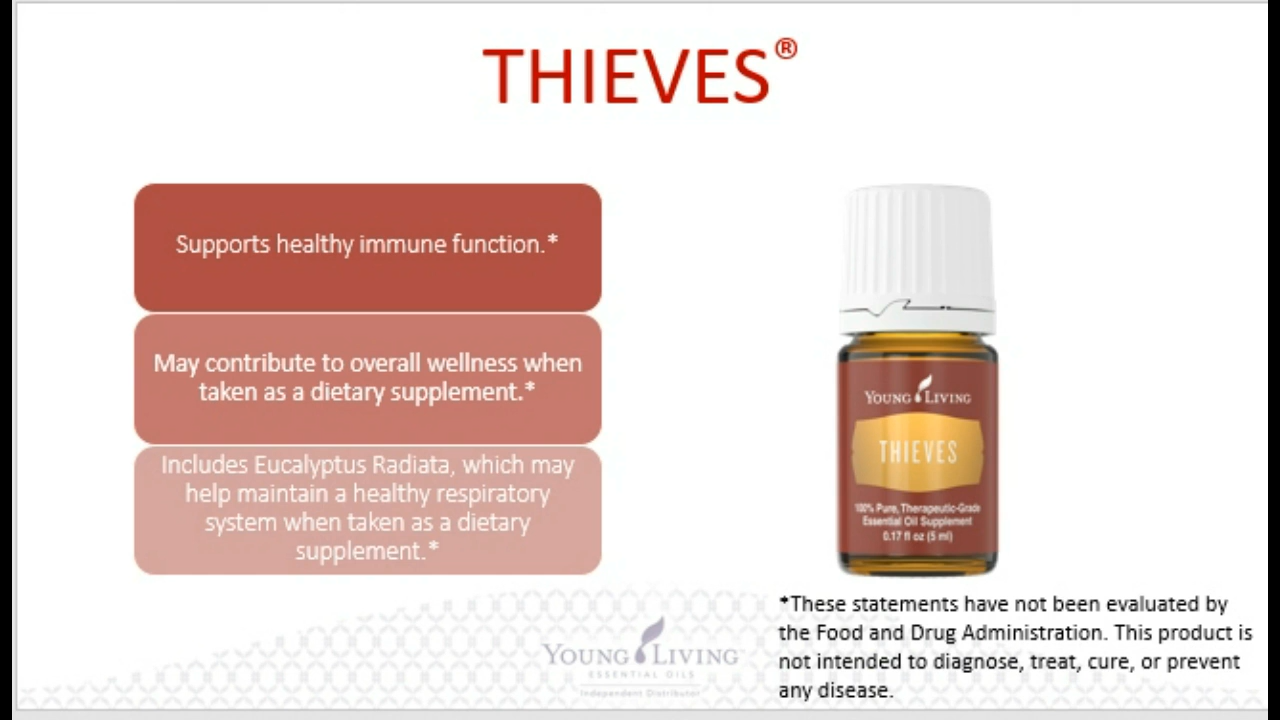 THIEVES®
Supports healthy immune function.*
May contribute to overall wellness when
taken as a dietary supplement.*
Includes Eucalyptus Radiata, which may
help maintain a healthy respiratory
system when taken as a dietary
supplement.*
YOUNG LIVING
THIEVES
100% Pure, Therapeutic-Grade
Essential Oil Supplement
0.17 fl oz (5 ml)
YOUNG LIVING
ESSENTIAL OILS
Independent Distributor
*These statements have not been evaluated by
the Food and Drug Administration. This product is
not intended to diagnose, treat, cure, or prevent
any disease.